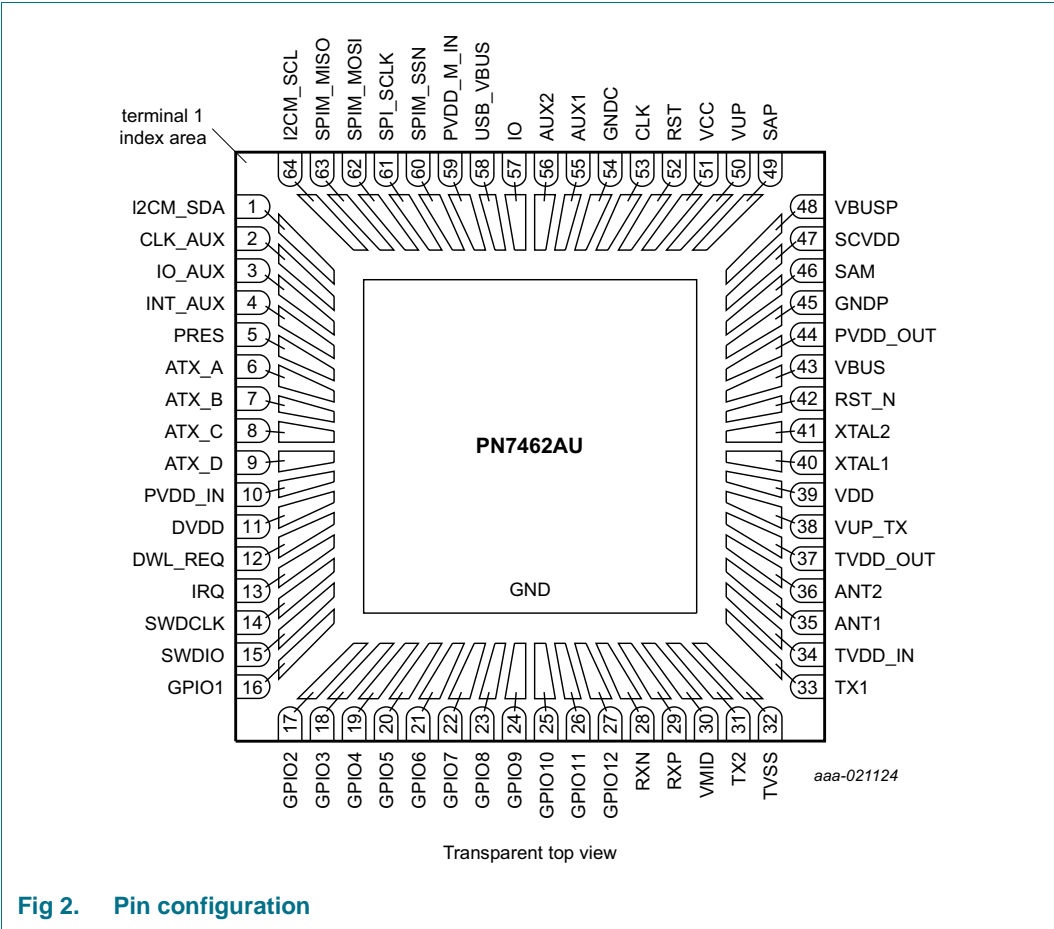 I2CM_SCL
SPIM_MISO
SPIM_MOSI
SPI_SCLK
SPIM_SSN
PVDD_M_IN
USB_VBUS
IO
AUX2
AUX1
GNDC
CLK
RST
VCC
VUP
SAP
terminal 1
index area
64
63
62
61
60
59
58
57
56
55
54
53
52
51
50
49
I2CM_SDA 1
CLK_AUX 2
IO_AUX 3
INT_AUX 4
PRES 5
ATX_A 6
ATX_B 7
ATX_C 8
ATX_D 9
PVDD_IN 10
DVDD 11
DWL_REQ 12
IRQ 13
SWDCLK 14
SWDIO 15
GPIO1 16
PN7462AU
GND
48 VBUSP
47 SCVDD
46 SAM
45 GNDP
44 PVDD_OUT
43 VBUS
42 RST_N
41 XTAL2
40 XTAL1
39 VDD
38 VUP_TX
37 TVDD_OUT
36 ANT2
35 ANT1
34 TVDD_IN
33 TX1
17
18
19
20
21
22
23
24
25
26
27
28
29
30
31
32
GPIO2
GPIO3
GPIO4
GPIO5
GPIO6
GPIO7
GPIO8
GPIO9
GPIO10
GPIO11
GPIO12
RXN
RXP
VMID
TX2
TVSS
aaa-021124
Transparent top view
Fig 2. Pin configuration